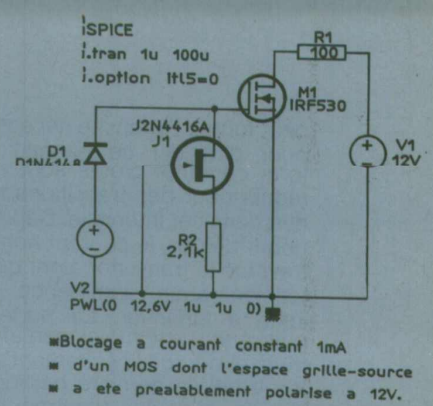 SPICE
.tran 1u 100u
.option itl5=0
R1
100
M1
IRF530
J2N4416A
J1
D1
D1N4148
V1
12V
R2
2,1k
V2
PWL(0 12,6V 1u 1u 0)
Blocage a courant constant 1mA
d'un MOS dont l'espace grille-source
a ete prealablement polarise a 12V.